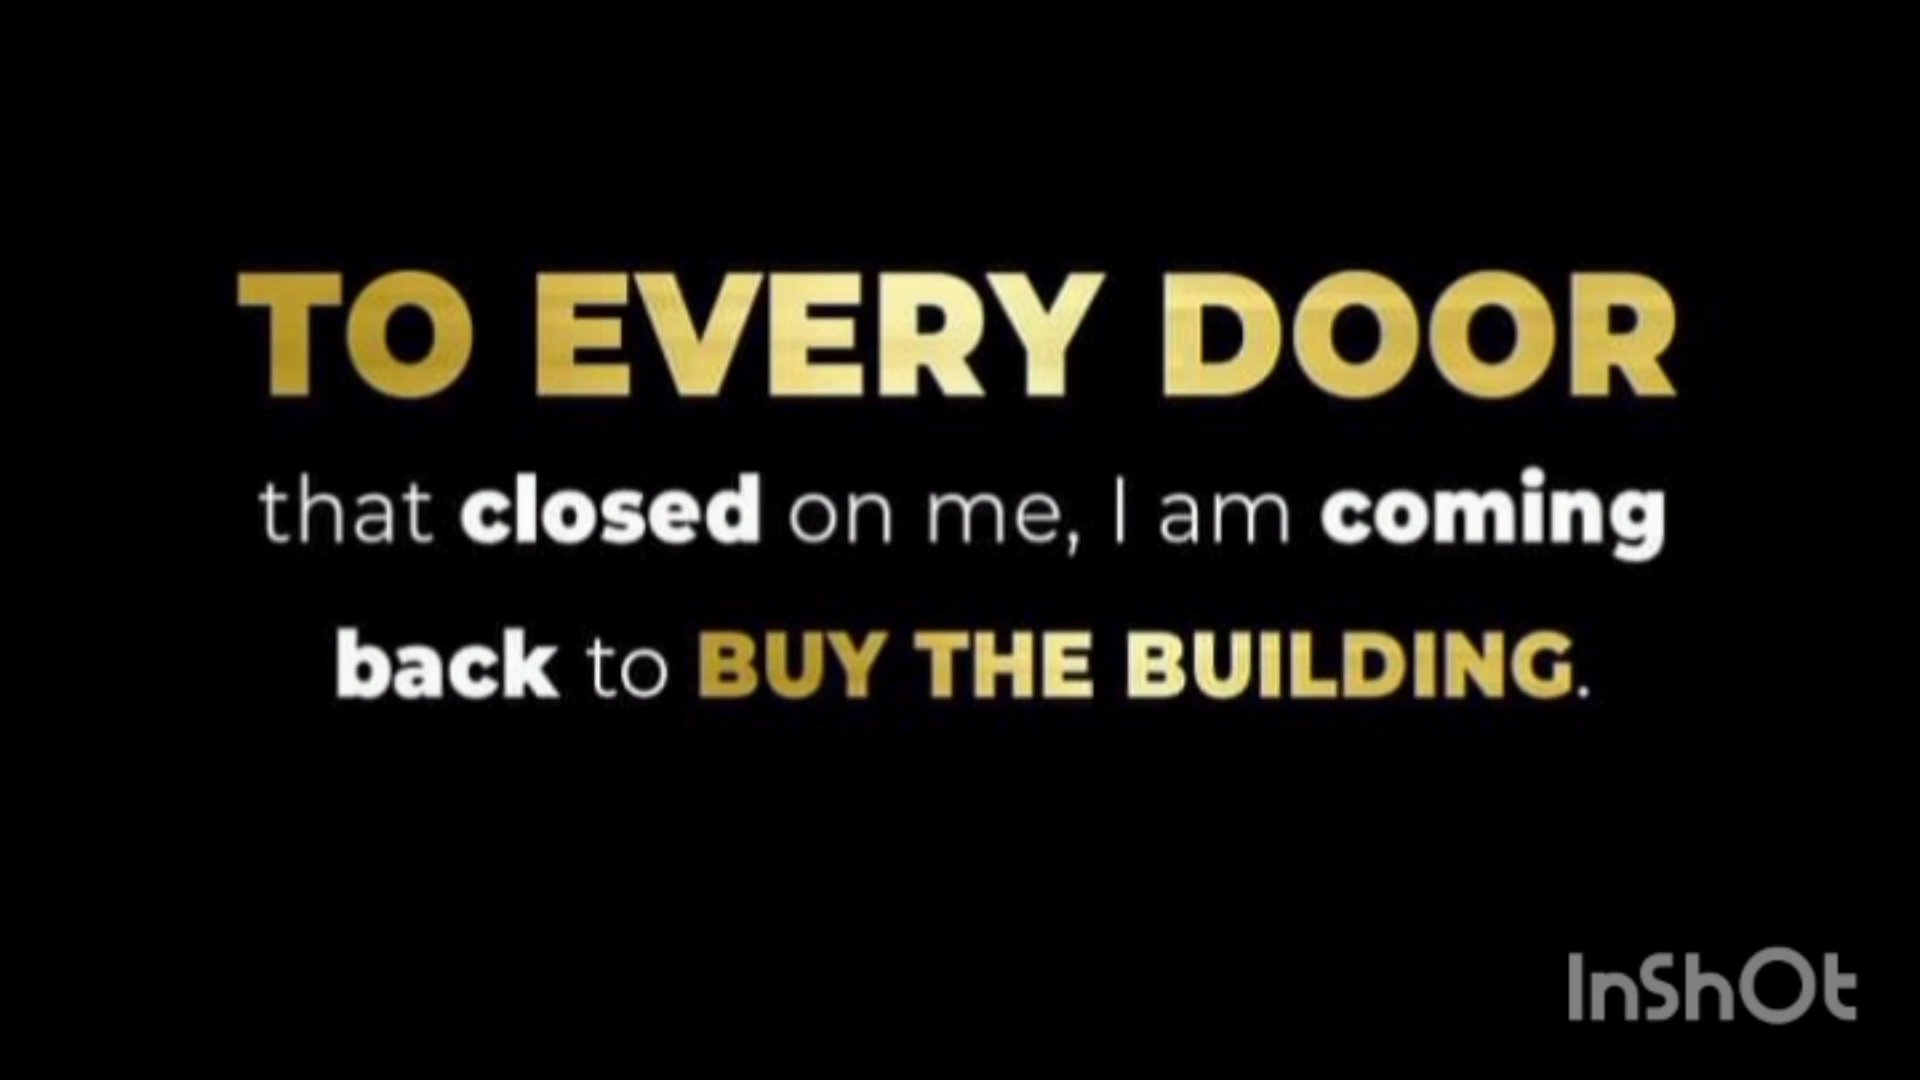 TO EVERY DOOR
that closed on me, I am coming
back to BUY THE BUILDING.
InShOt